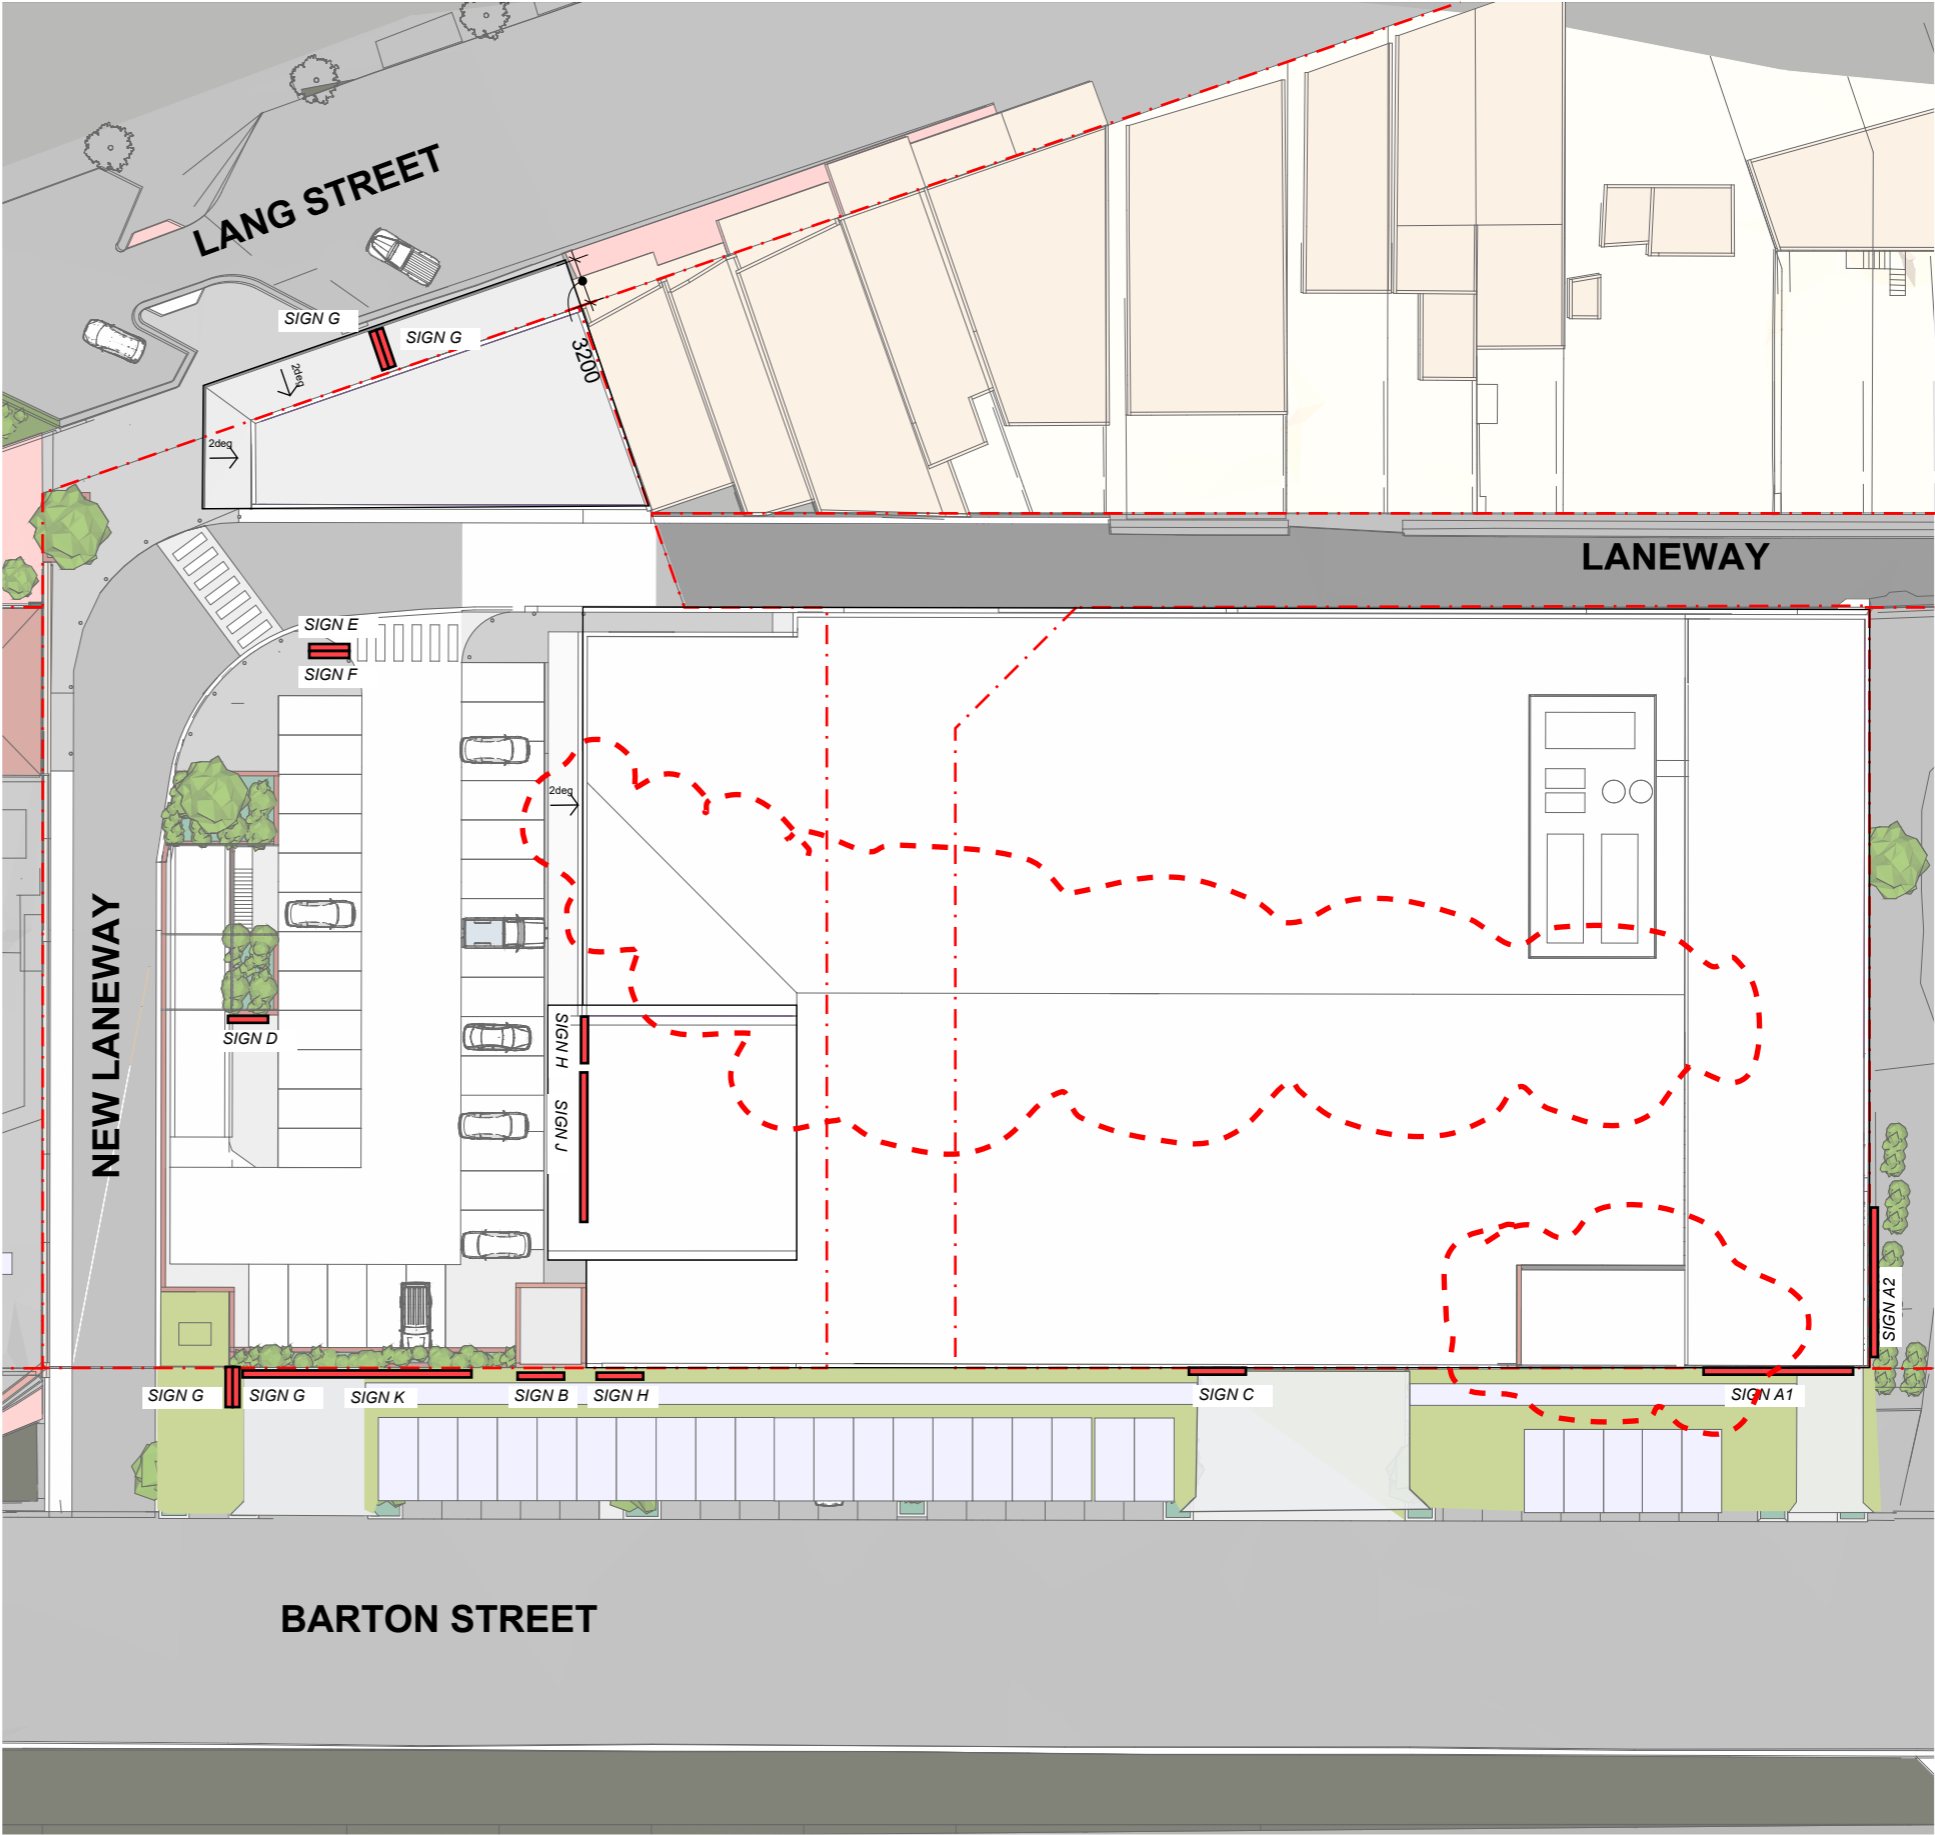 LANG STREET
SIGN G
SIGN G
3200
2deg
2deg
LANEWAY
SIGN E
SIGN F
2deg
NEW LANEWAY
SIGN D
SIGN H
SIGN J
SIGN A2
SIGN G
SIGN G
SIGN K
SIGN B
SIGN H
SIGN C
SIGN A1
BARTON STREET